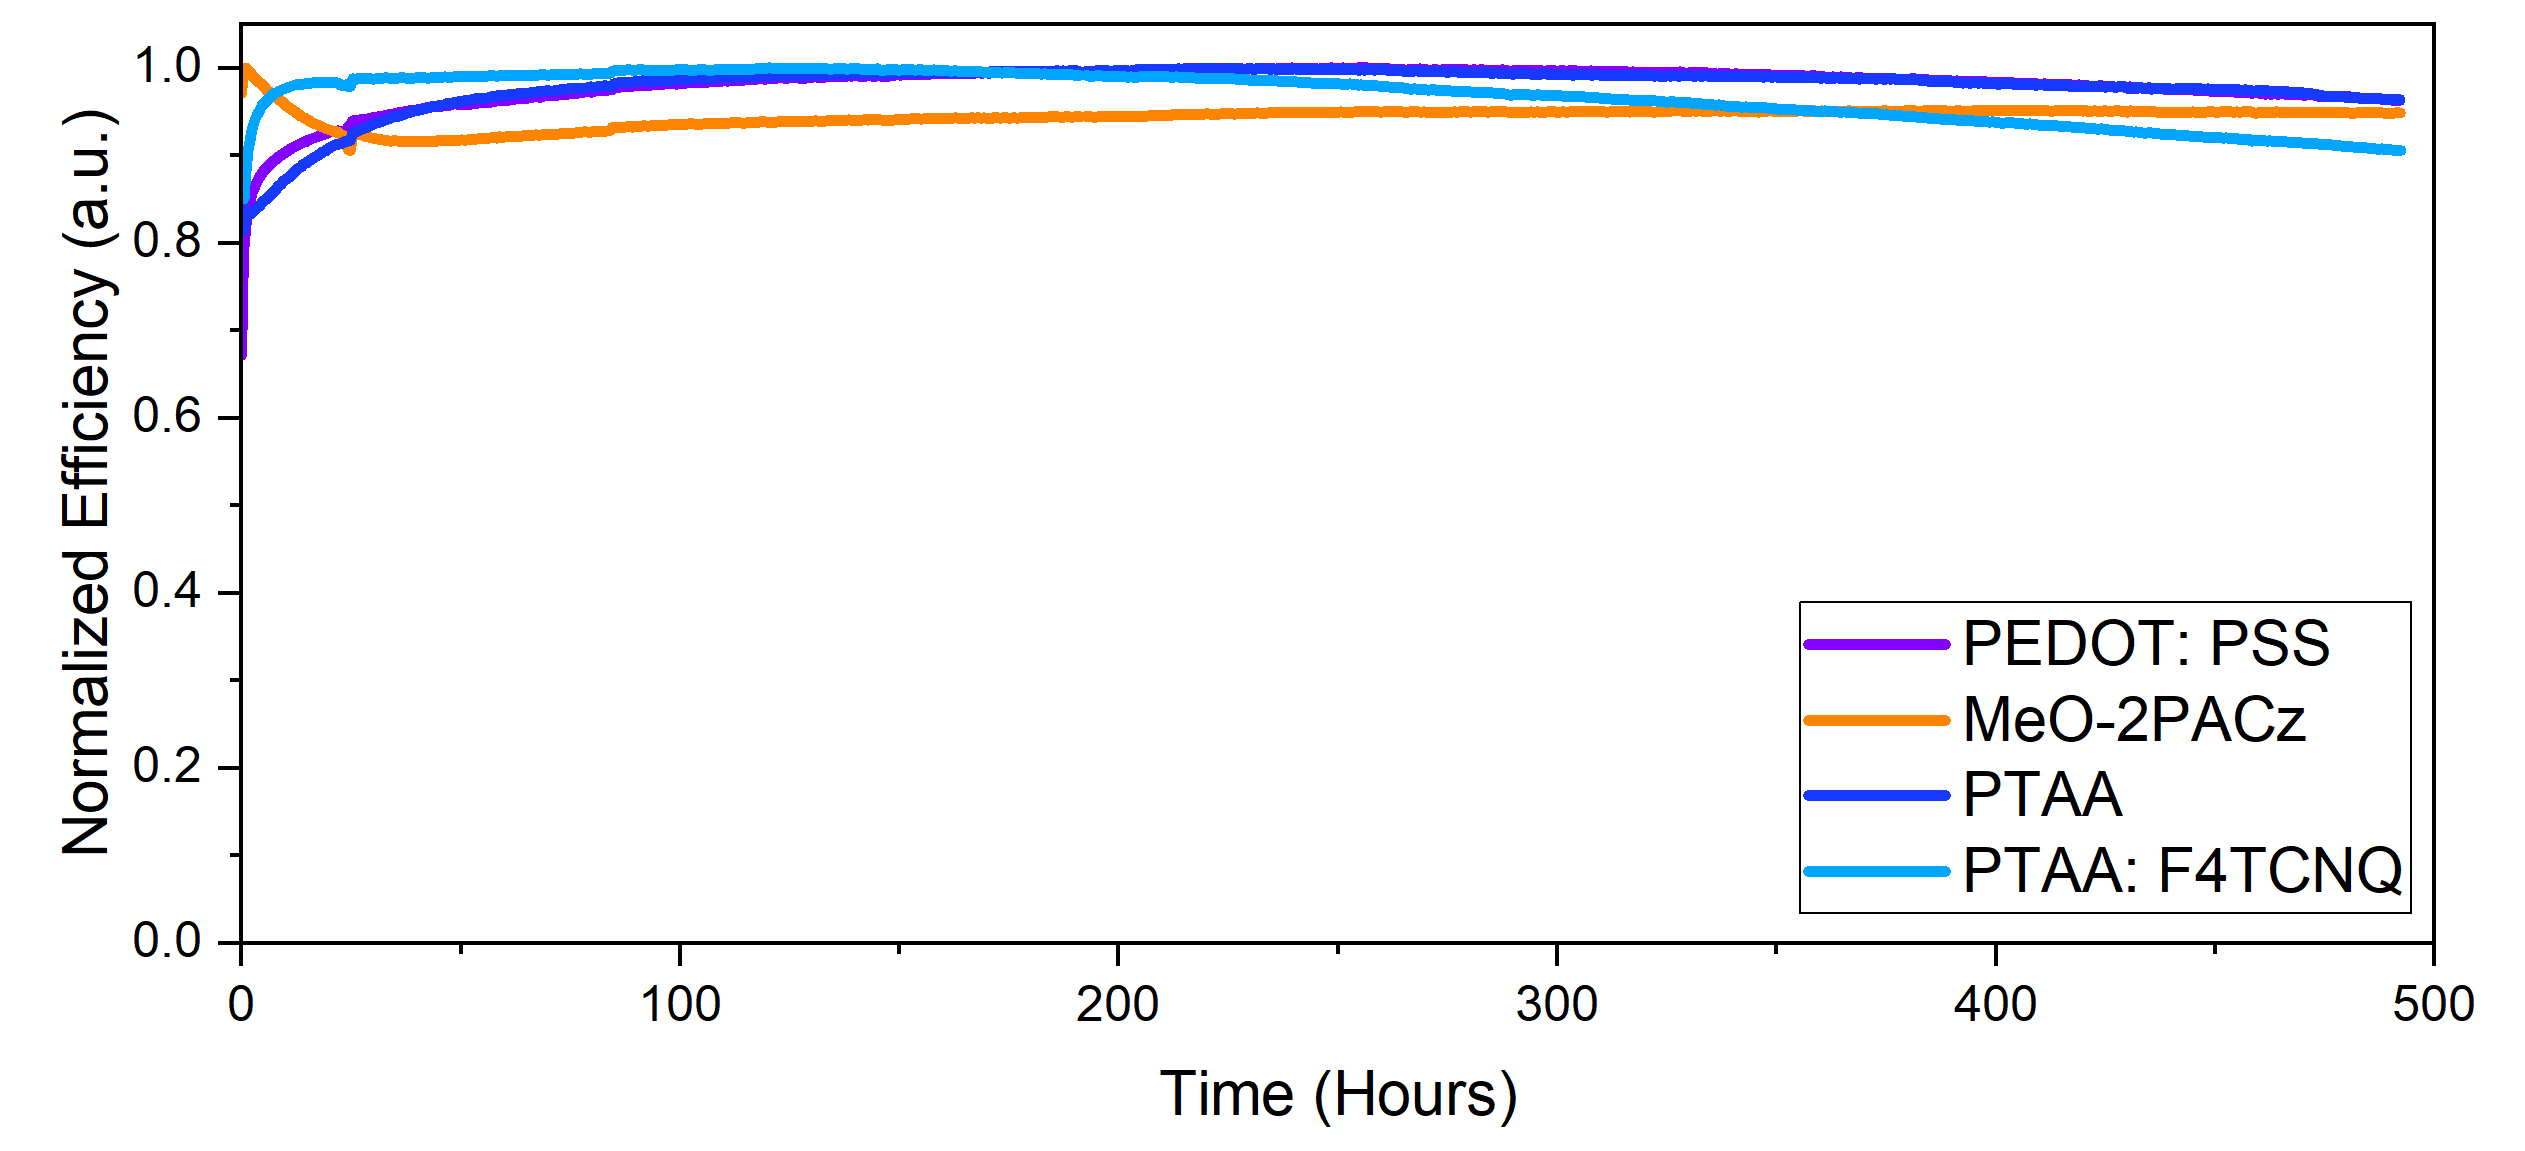 Normalized Efficiency (a.u.)
1.0
0.8
0.6
0.4
0.2
0.0
0
100
200
300
400
500
Time (Hours)
PEDOT: PSS
MeO-2PACz
PTAA
PTAA: F4TCNQ